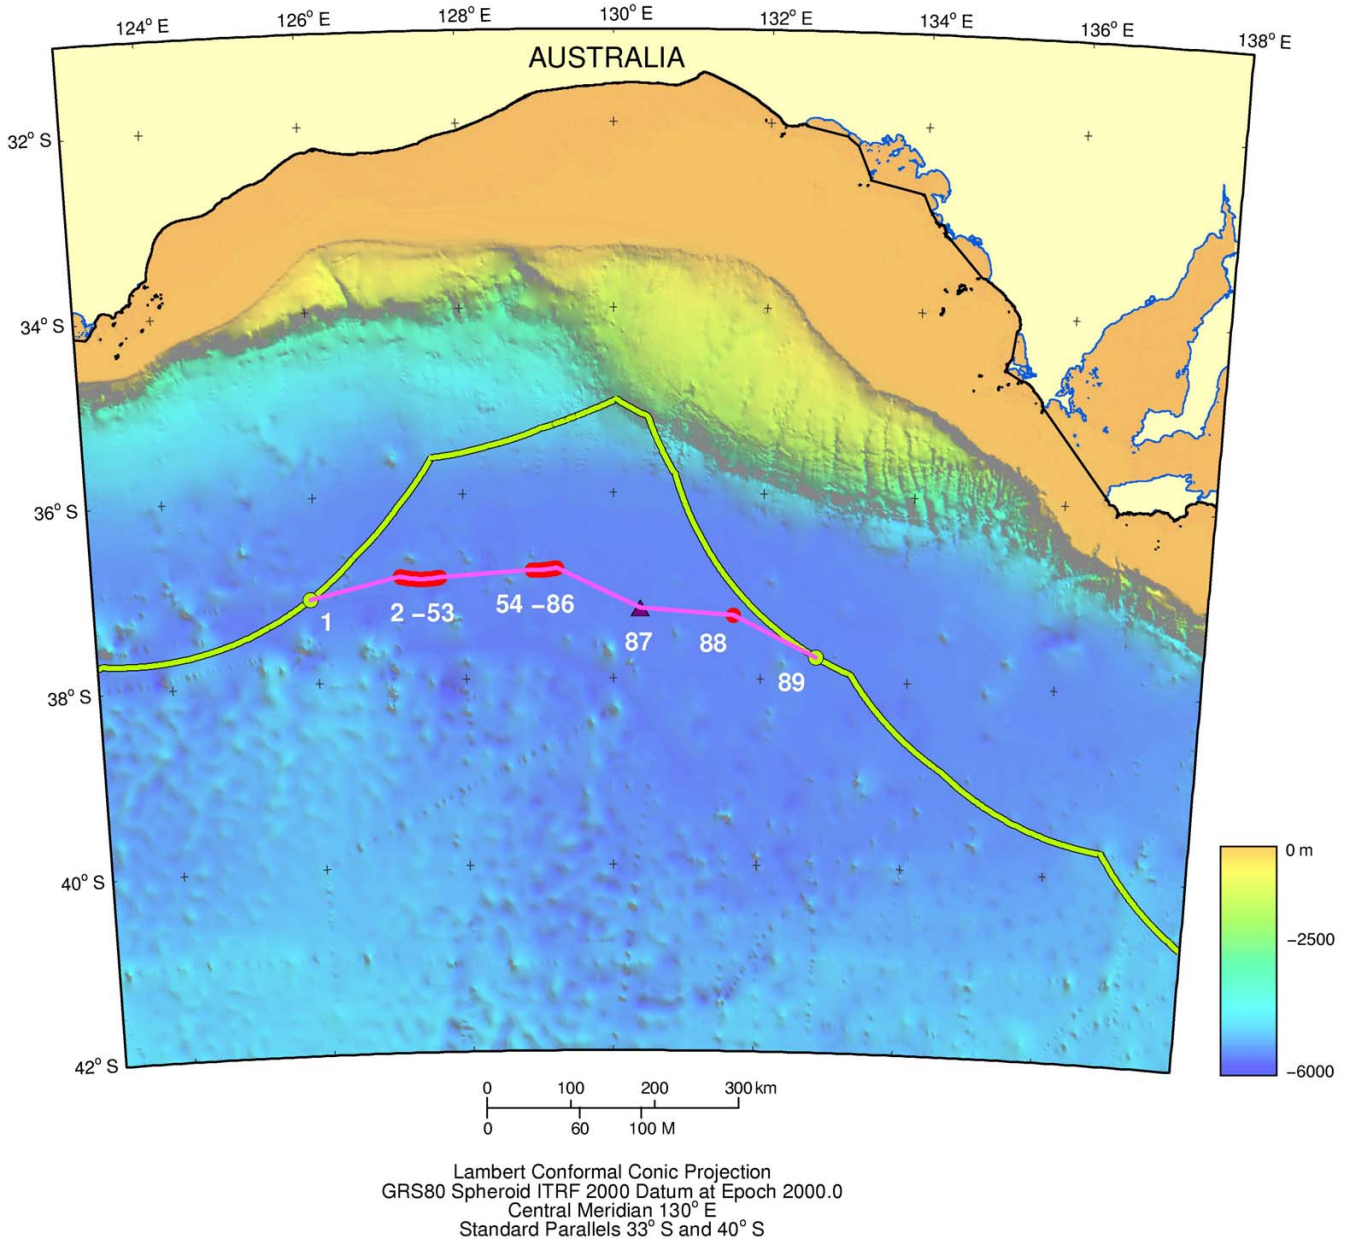 124° E
126° E
128° E
130° E
132° E
134° E
136° E
138° E
AUSTRALIA
32° S
34° S
36° S
38° S
40° S
42° S
1
2 –53
54 –86
87
88
89
0 m
–2500
–6000
0 100 200 300 km
0 60 100 M
Lambert Conformal Conic Projection
GRS80 Spheroid ITRF 2000 Datum at Epoch 2000.0
Central Meridian 130° E
Standard Parallels 33° S and 40° S